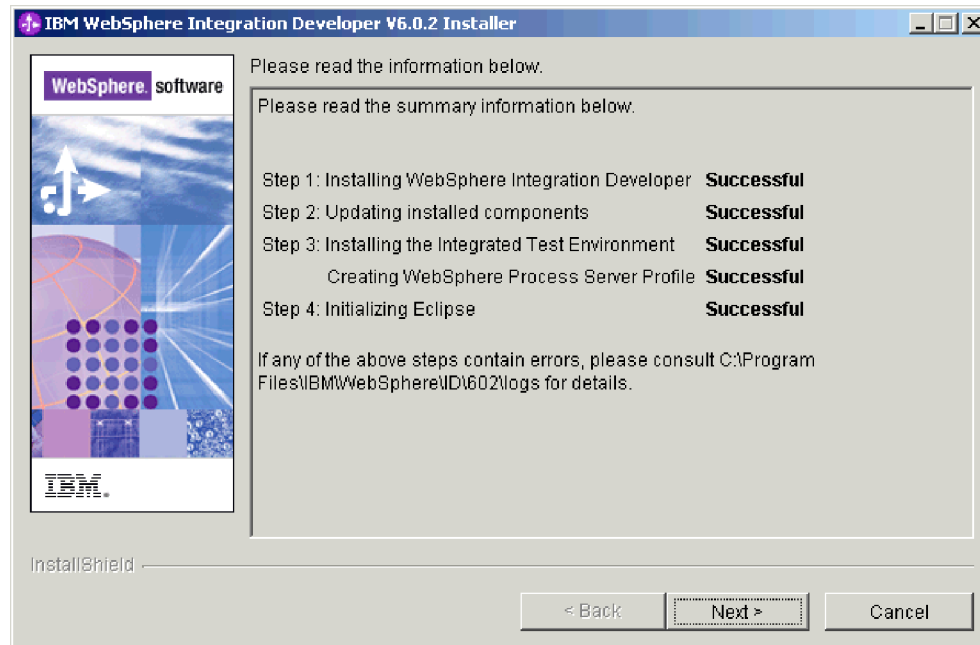 IBM WebSphere Integration Developer V6.0.2 Installer
WebSphere. software
Please read the information below.
Please read the summary information below.
Step 1: Installing WebSphere Integration Developer Successful
Step 2: Updating installed components Successful
Step 3: Installing the Integrated Test Environment Successful
Creating WebSphere Process Server Profile Successful
Step 4: Initializing Eclipse Successful
If any of the above steps contain errors, please consult C:\Program
Files\IBM\WebSphere\ID\602\logs for details.
IBM.
InstallShield
< Back
Next >
Cancel